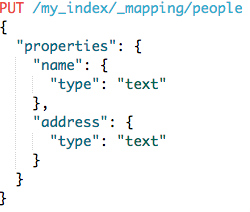 PUT /my_index/_mapping/people
{
  "properties": {
    "name": {
      "type": "text"
    },
    "address": {
      "type": "text"
    }
  }
}